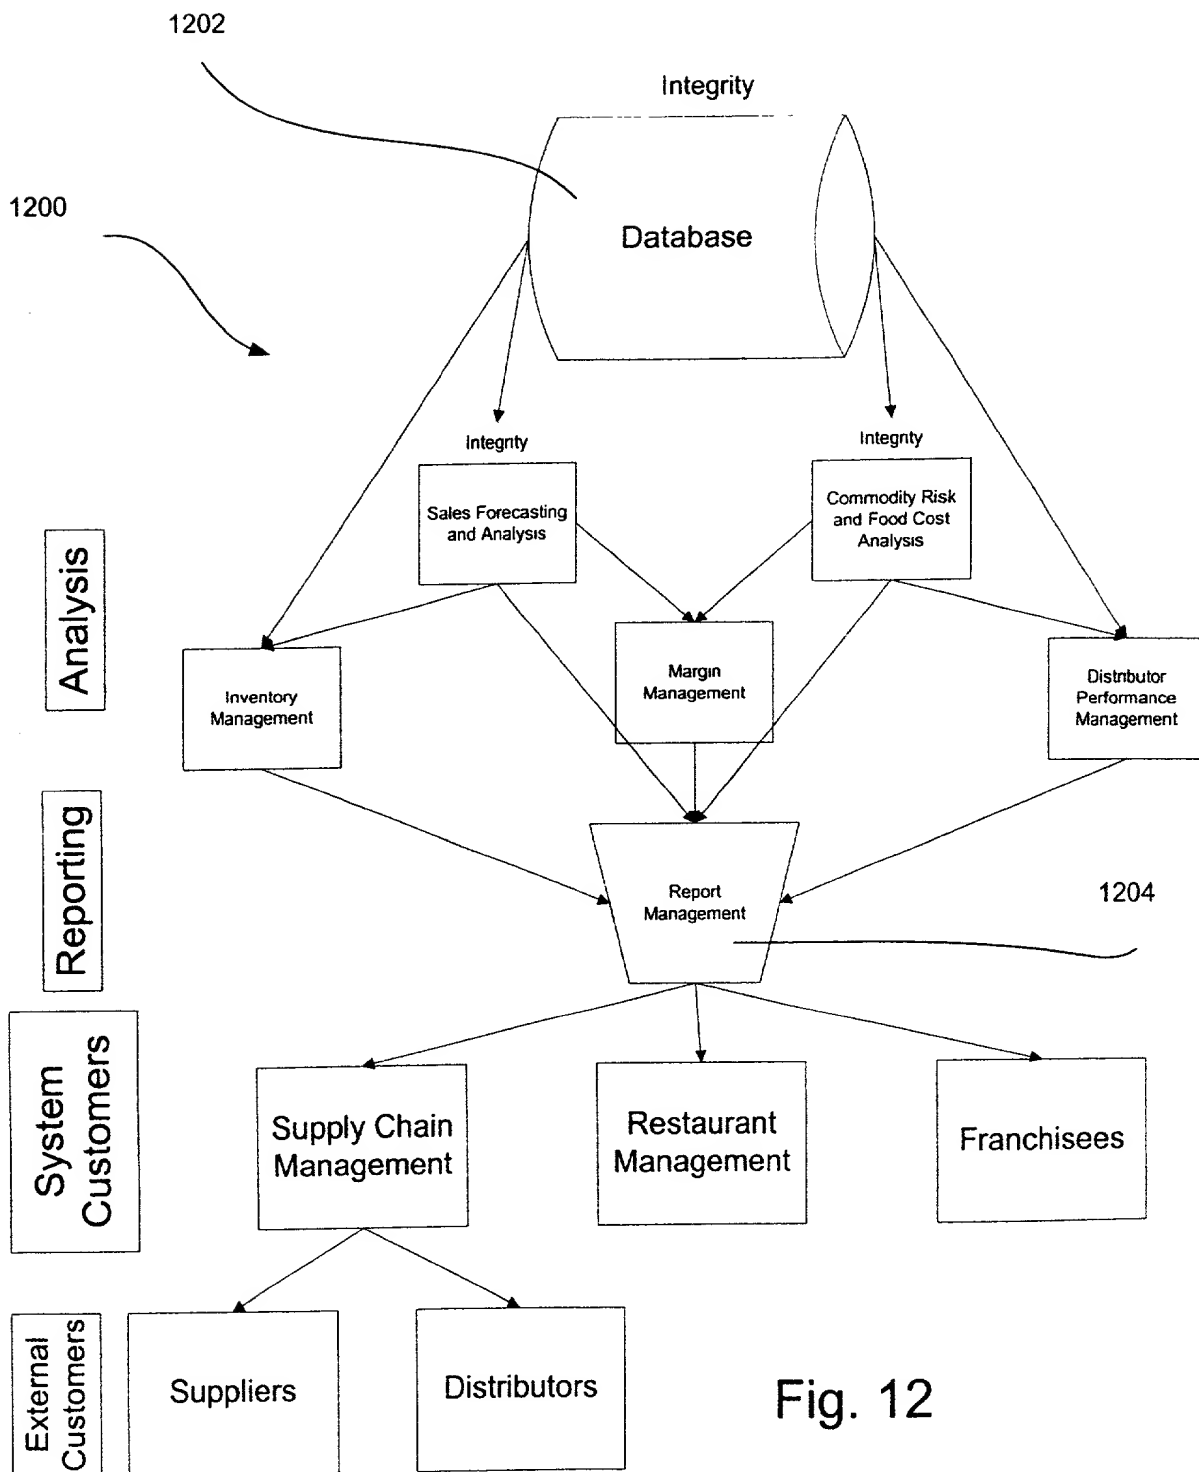 1202
Integrity
1200
Database
Integrity
Integrity
Sales Forecasting
and Analysis
Commodity Risk
and Food Cost
Analysis
Analysis
Inventory
Management
Margin
Management
Distributor
Performance
Management
Reporting
Report
Management
1204
System
Customers
Supply Chain
Management
Restaurant
Management
Franchisees
External
Customers
Suppliers
Distributors
Fig. 12